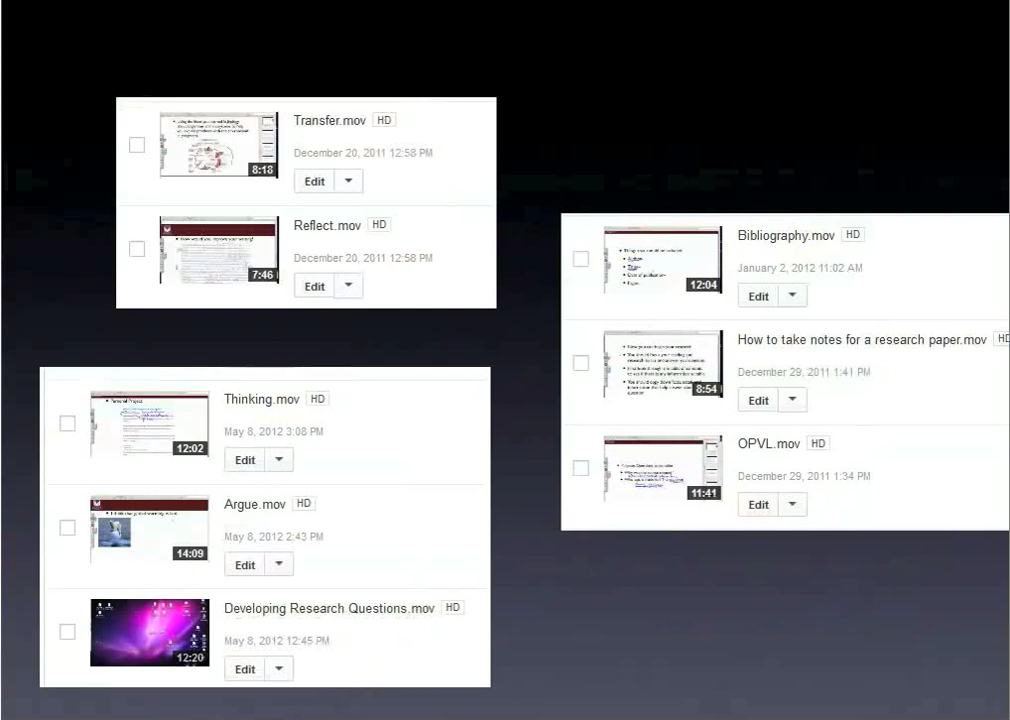 Transfer.mov HD
December 20, 2011 12:58 PM
8:18
Edit
Reflect.mov HD
December 20, 2011 12:58 PM
7:46
Edit
Thinking.mov HD
May 8, 2012 3:08 PM
Personal Project
12:02
Edit
Argue.mov HD
May 8, 2012 2:43 PM
14:09
Edit
Developing Research Questions.mov HD
May 8, 2012 12:45 PM
12:20
Edit
Bibliography.mov HD
January 2, 2012 11:02 AM
12:04
Edit
How to take notes for a research paper.mov HD
December 29, 2011 1:41 PM
8:54
Edit
OPVL.mov HD
December 29, 2011 1:34 PM
11:41
Edit